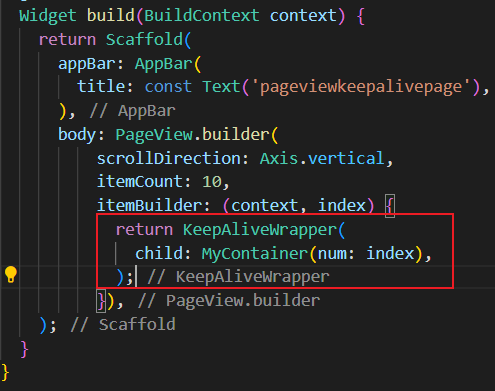 Widget build(BuildContext context) {
return Scaffold(
appBar: AppBar(
title: const Text('pageviewkeepalivepage'),
), // AppBar
body: PageView.builder(
scrollDirection: Axis.vertical,
itemCount: 10,
itemBuilder: (context, index) {
return KeepAliveWrapper(
child: MyContainer(num: index),
); // KeepAliveWrapper
}), // PageView.builder
); // Scaffold
}
}